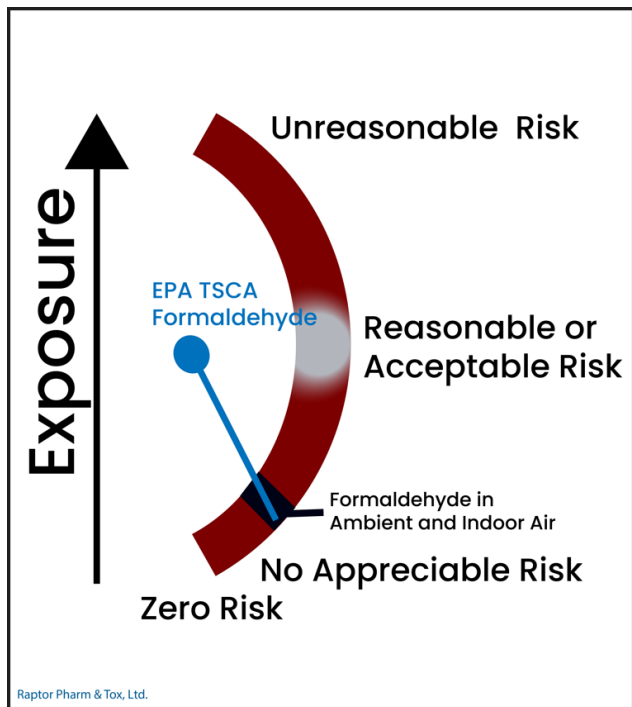 Unreasonable Risk
Exposure
EPA TSCA
Formaldehyde
Reasonable or
Acceptable Risk
Formaldehyde in
Ambient and Indoor Air
No Appreciable Risk
Zero Risk
Raptor Pharm & Tox, Ltd.